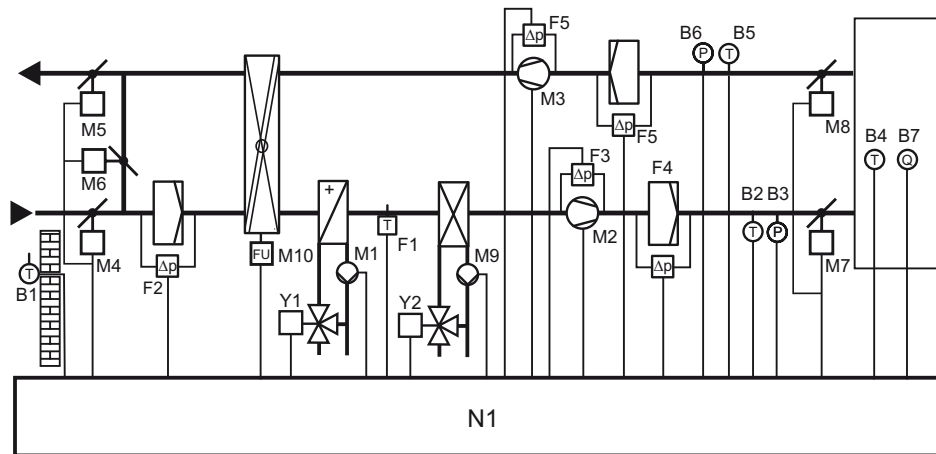 F5
Δp
B6
B5
P
T
M5
M3
Δp
F5
M8
B4
B7
T
Q
M6
F3
Δp
F4
+
B2
B3
T
P
M4
T
B1
Δp
F2
FU
M10
M1
T
F1
M9
M2
Δp
M7
Y1
Y2
N1